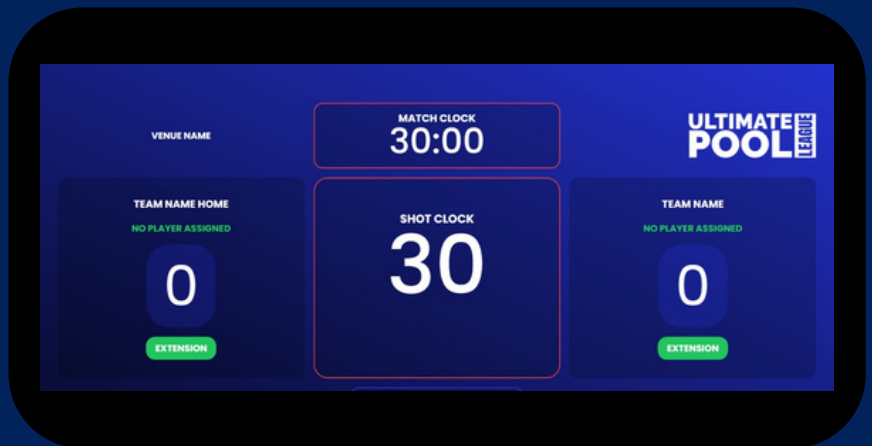 VENUE NAME
MATCH CLOCK
30:00
ULTIMATE
POOL
LEAGUE
TEAM NAME HOME
NO PLAYER ASSIGNED
0
EXTENSION
SHOT CLOCK
30
TEAM NAME
NO PLAYER ASSIGNED
0
EXTENSION